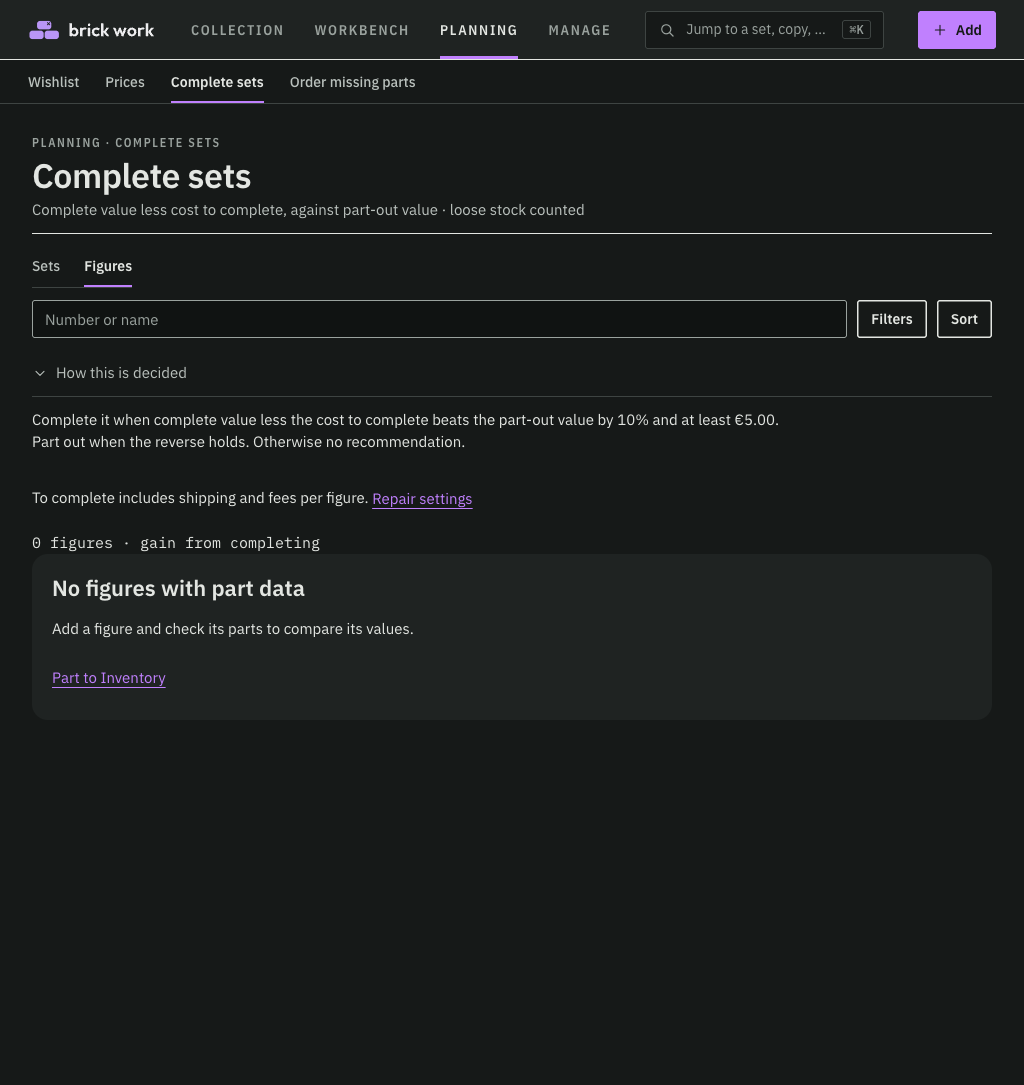 brick work
COLLECTION
WORKBENCH
PLANNING
MANAGE
Jump to a set, copy, ...
⌘K
+ Add
Wishlist
Prices
Complete sets
Order missing parts
PLANNING · COMPLETE SETS
Complete sets
Complete value less cost to complete, against part-out value · loose stock counted
Sets
Figures
Number or name
Filters
Sort
How this is decided
Complete it when complete value less the cost to complete beats the part-out value by 10% and at least €5.00.
Part out when the reverse holds. Otherwise no recommendation.
To complete includes shipping and fees per figure. Repair settings
0 figures · gain from completing
No figures with part data
Add a figure and check its parts to compare its values.
Part to Inventory